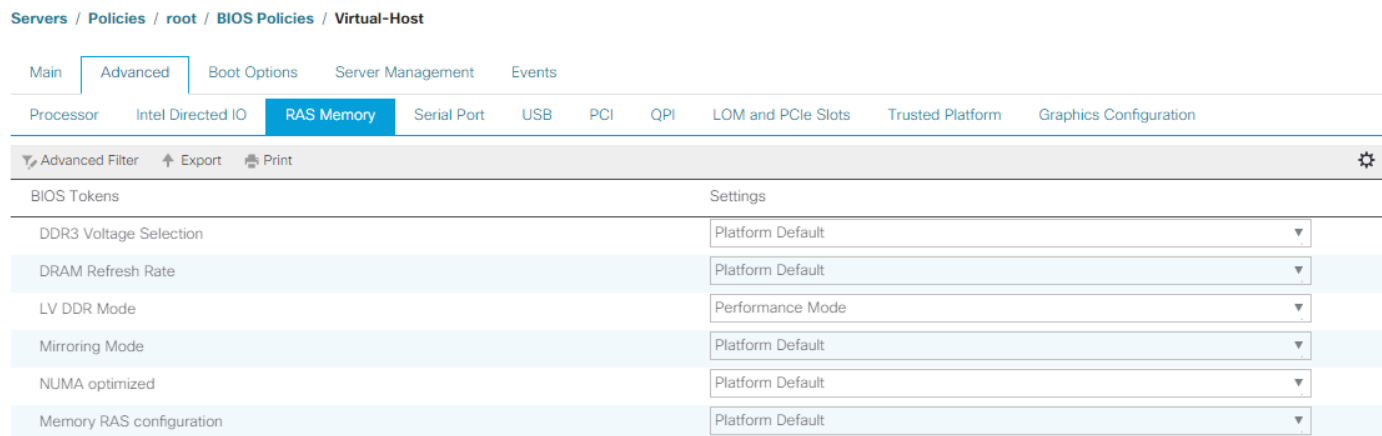 Servers / Policies / root / BIOS Policies / Virtual-Host
Main Advanced Boot Options Server Management Events
Processor Intel Directed IO RAS Memory Serial Port USB PCI QPI LOM and PCIe Slots Trusted Platform Graphics Configuration
Advanced Filter Export Print
BIOS Tokens Settings
DDR3 Voltage Selection Platform Default
DRAM Refresh Rate Platform Default
LV DDR Mode Performance Mode
Mirroring Mode Platform Default
NUMA optimized Platform Default
Memory RAS configuration Platform Default